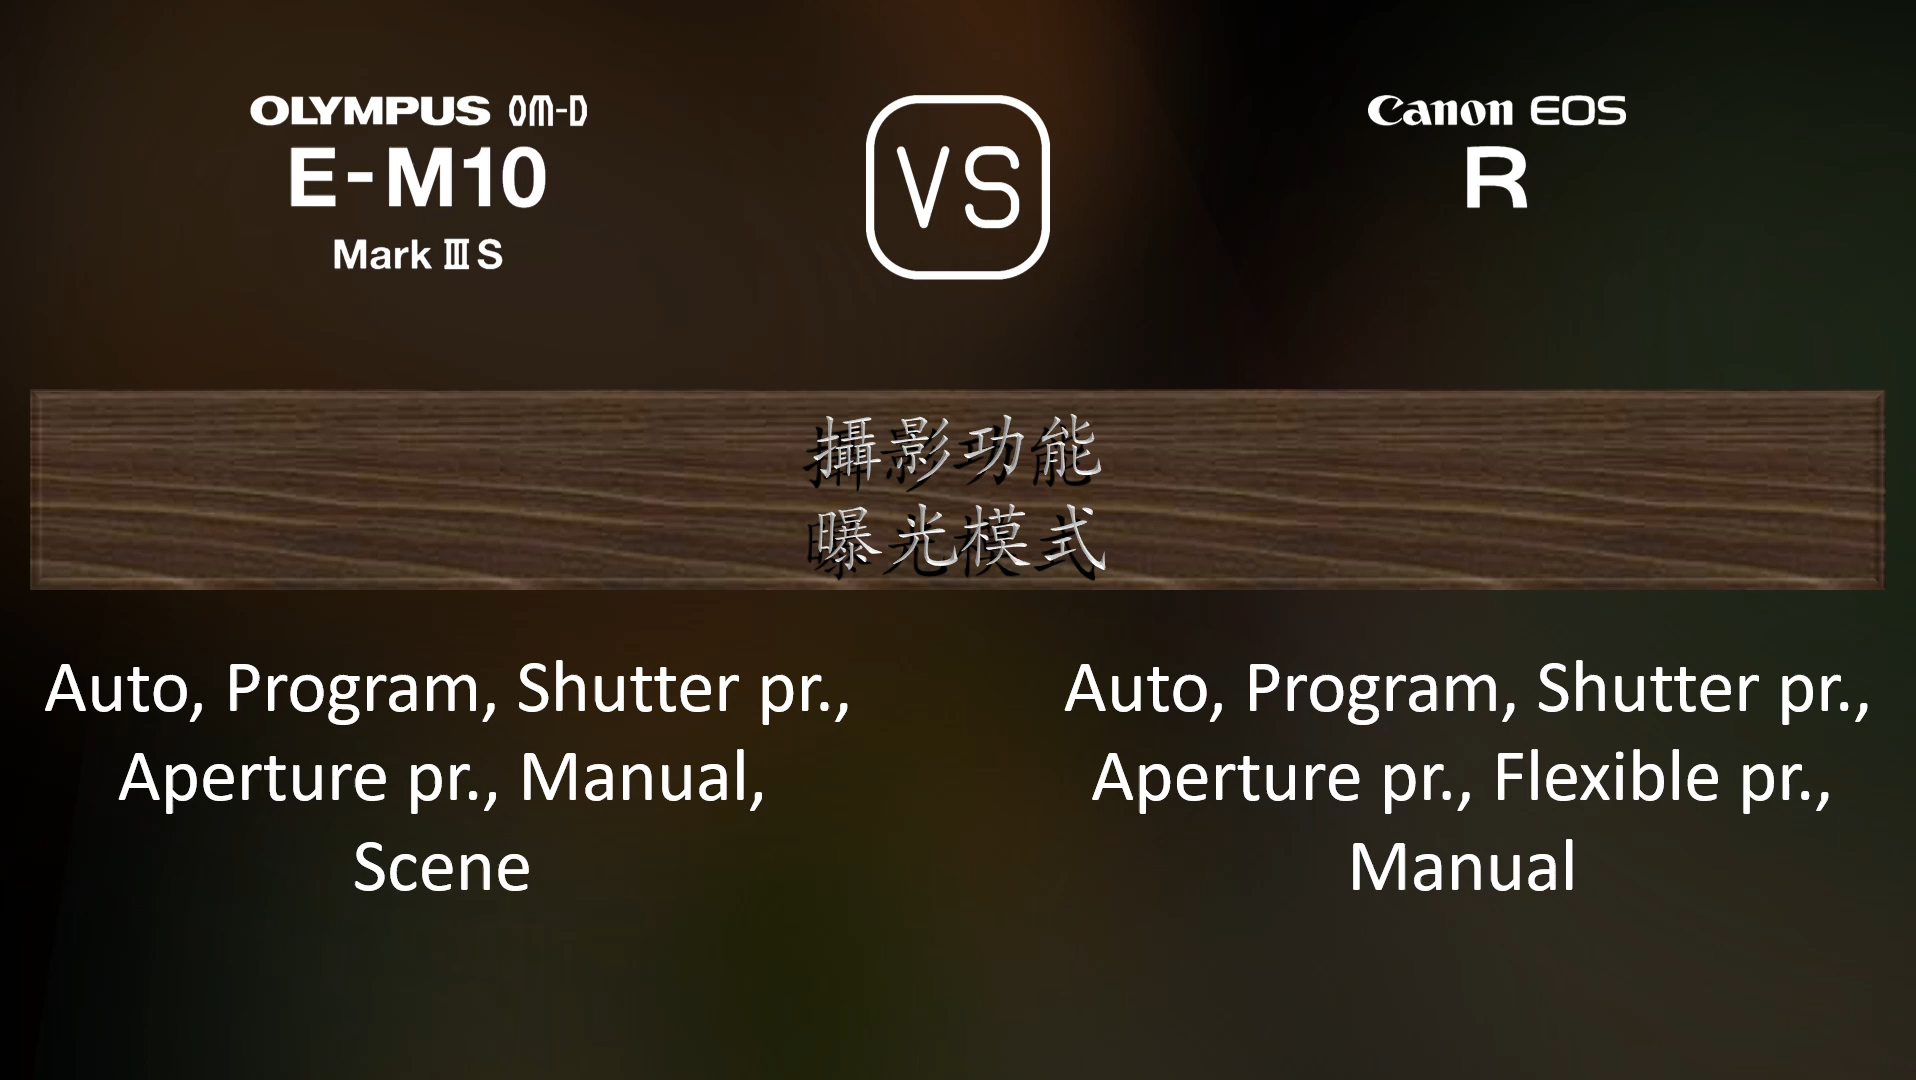 OLYMPUS OM-D
E-M10
Mark III S
VS
Canon EOS
R
攝影功能
曝光模式
Auto, Program, Shutter pr.,
Aperture pr., Manual,
Scene
Auto, Program, Shutter pr.,
Aperture pr., Flexible pr.,
Manual